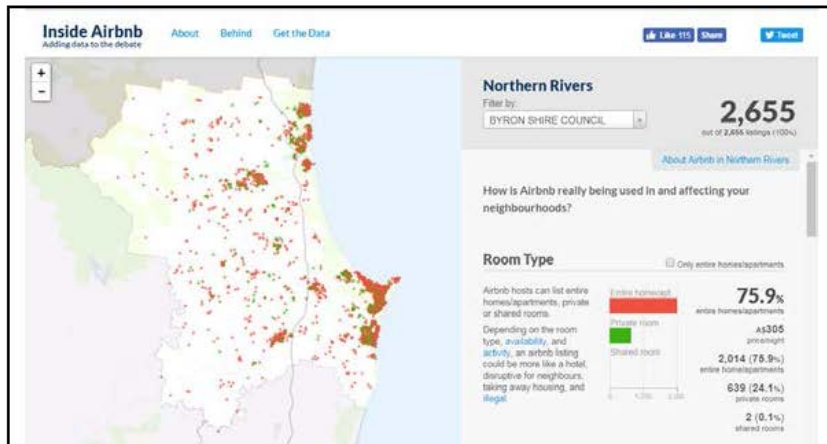 Inside Airbnb
Adding data to the debate
About Behind Get the Data
Like 115 Share Tweet
+
−
Northern Rivers
Filter by:
BYRON SHIRE COUNCIL
2,655
out of 2,655 listings (100%)
About Airbnb in Northern Rivers
How is Airbnb really being used in and affecting your
neighbourhoods?
Room Type
Only entire homes/apartments
Airbnb hosts can list entire
homes/apartments, private
or shared rooms.
Depending on the room
type, availability, and
activity, an airbnb listing
could be more like a hotel,
disruptive for neighbours,
taking away housing, and
illegal.
Entire home/apt
Private room
Shared room
0
75.9%
entire homes/apartments
A$305
price/night
2,014 (75.9%)
entire homes/apartments
639 (24.1%)
private rooms
2 (0.1%)
shared rooms